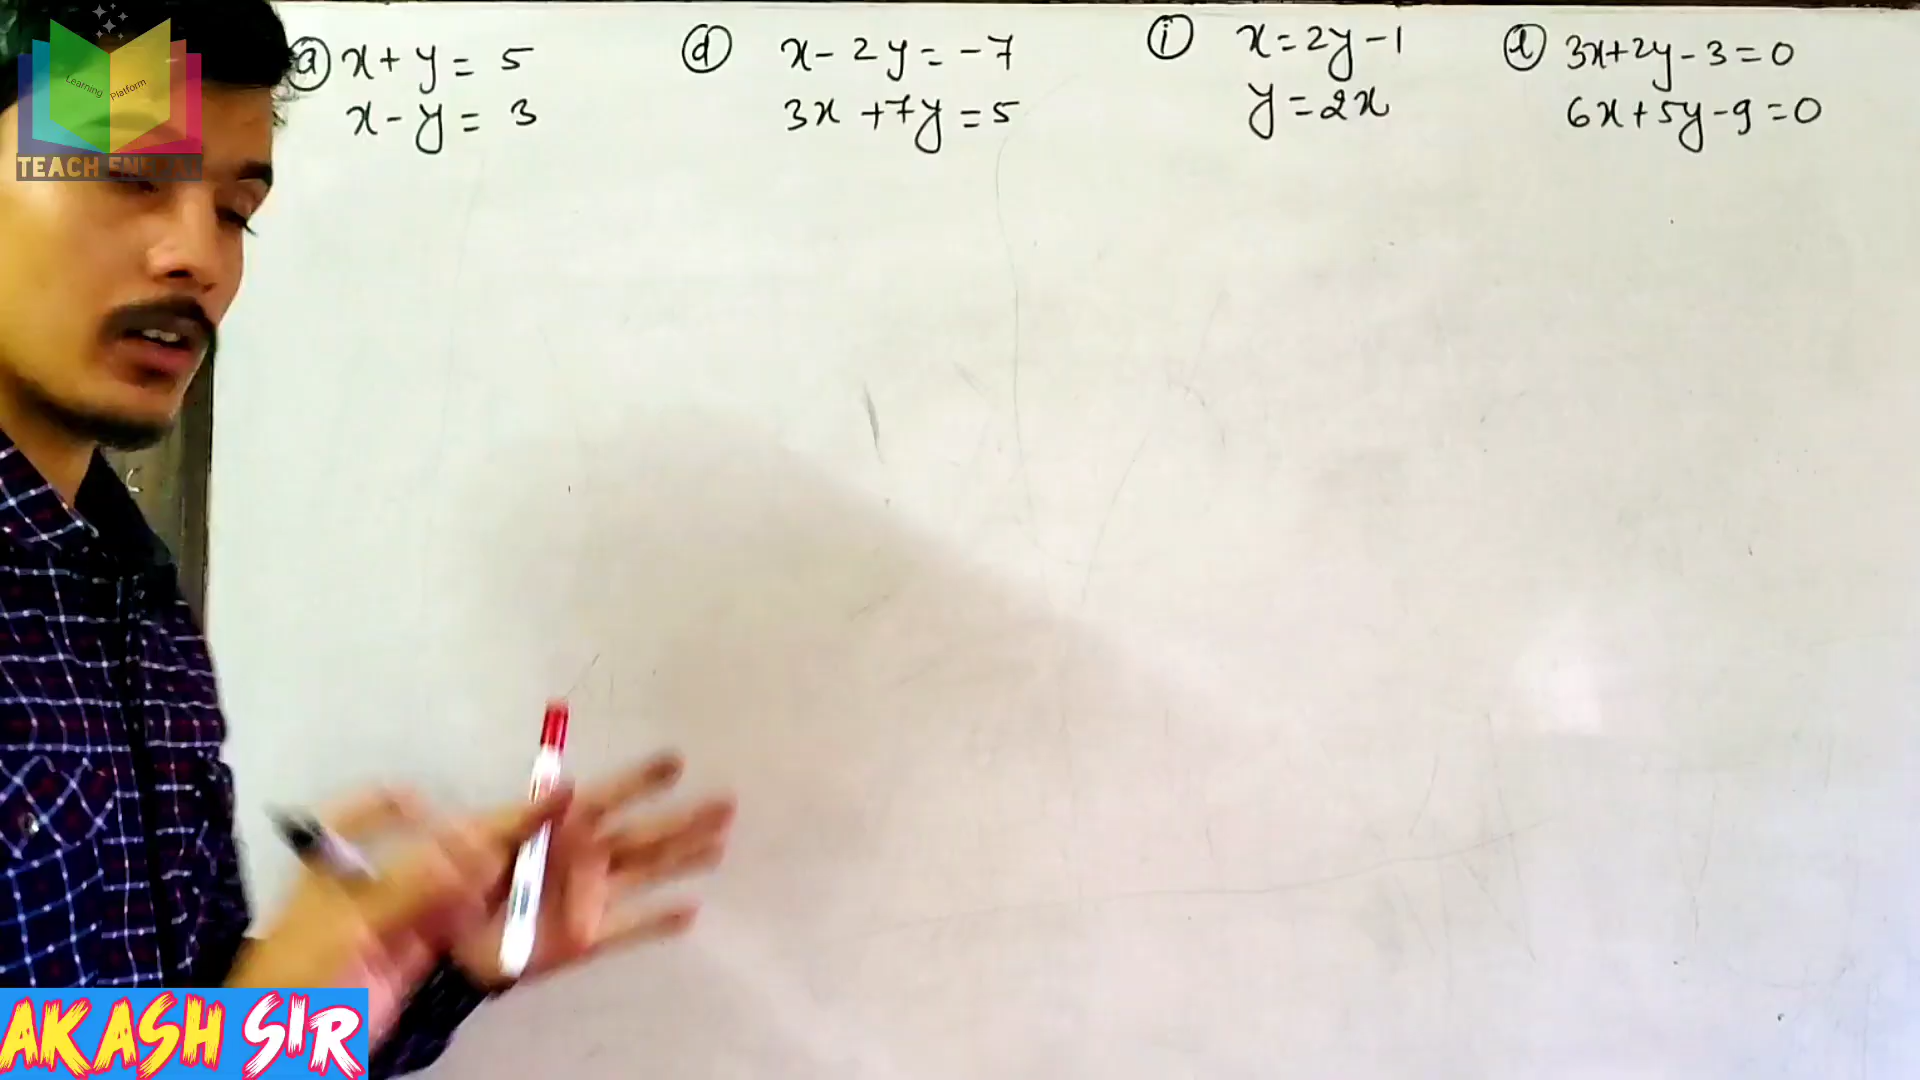 Learning Platform
TEACH
AKASH SIR
(a) x + y = 5
x - y = 3
(d) x - 2y = -7
3x + 7y = 5
(i) x = 2y - 1
y = 2x
(l) 3x + 2y - 3 = 0
6x + 5y - 9 = 0